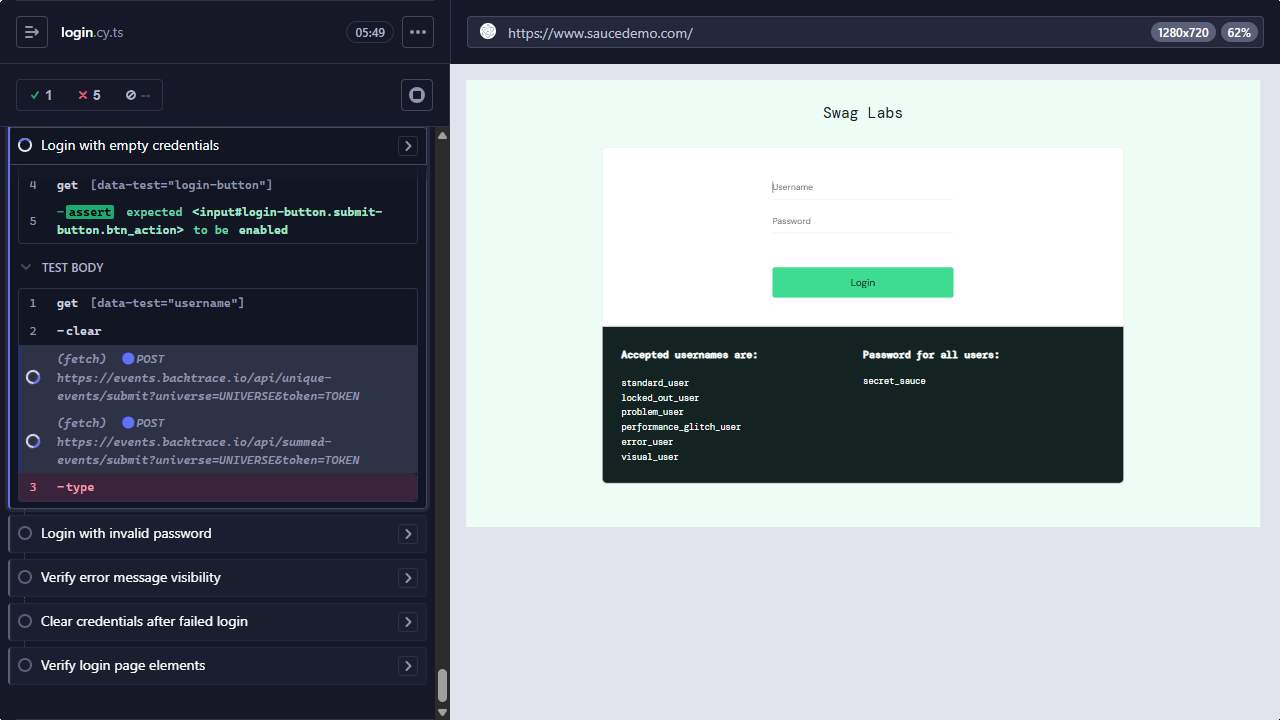 login.cy.ts
05:49
https://www.saucedemo.com/
1280x720
62%
1
5
--
Login with empty credentials
4 get [data-test="login-button"]
5 -assert expected <input#login-button.submit-
button.btn_action> to be enabled
TEST BODY
1 get [data-test="username"]
2 -clear
(fetch) POST
https://events.backtrace.io/api/unique-
events/submit?universe=UNIVERSE&token=TOKEN
(fetch) POST
https://events.backtrace.io/api/summed-
events/submit?universe=UNIVERSE&token=TOKEN
3 -type
Login with invalid password
Verify error message visibility
Clear credentials after failed login
Verify login page elements
Swag Labs
Username
Password
Login
Accepted usernames are:
standard_user
locked_out_user
problem_user
performance_glitch_user
error_user
visual_user
Password for all users:
secret_sauce